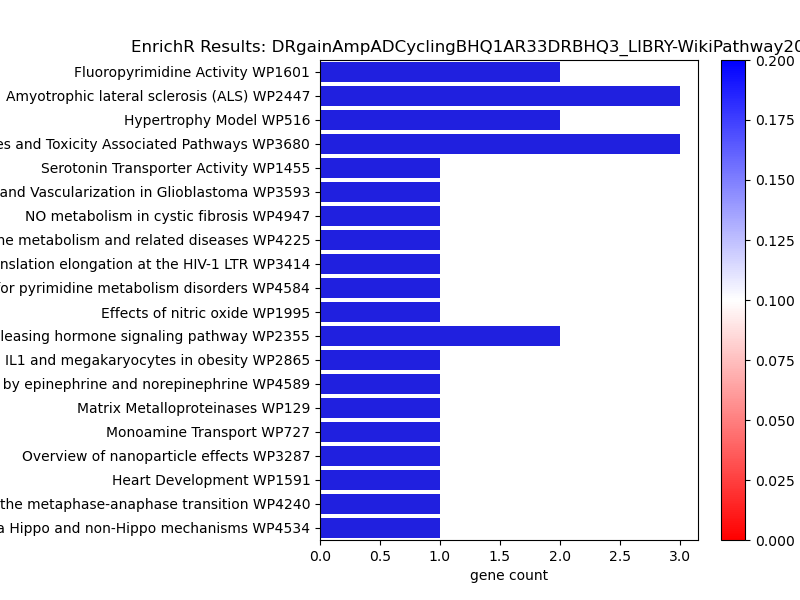 EnrichR Results: DRgainAmpADCyclingBHQ1AR33DRBHQ3_LIBRY-WikiPathway20
Fluoropyrimidine Activity WP1601
Amyotrophic lateral sclerosis (ALS) WP2447
Hypertrophy Model WP516
and Toxicity Associated Pathways WP3680
Serotonin Transporter Activity WP1455
and Vascularization in Glioblastoma WP3593
NO metabolism in cystic fibrosis WP4947
metabolism and related diseases WP4225
elongation at the HIV-1 LTR WP3414
pyrimidine metabolism disorders WP4584
Effects of nitric oxide WP1995
hormone signaling pathway WP2355
IL1 and megakaryocytes in obesity WP2865
by epinephrine and norepinephrine WP4589
Matrix Metalloproteinases WP129
Monoamine Transport WP727
Overview of nanoparticle effects WP3287
Heart Development WP1591
the metaphase-anaphase transition WP4240
Hippo and non-Hippo mechanisms WP4534
0.0 0.5 1.0 1.5 2.0 2.5 3.0
gene count
0.200
0.175
0.150
0.125
0.100
0.075
0.050
0.025
0.000